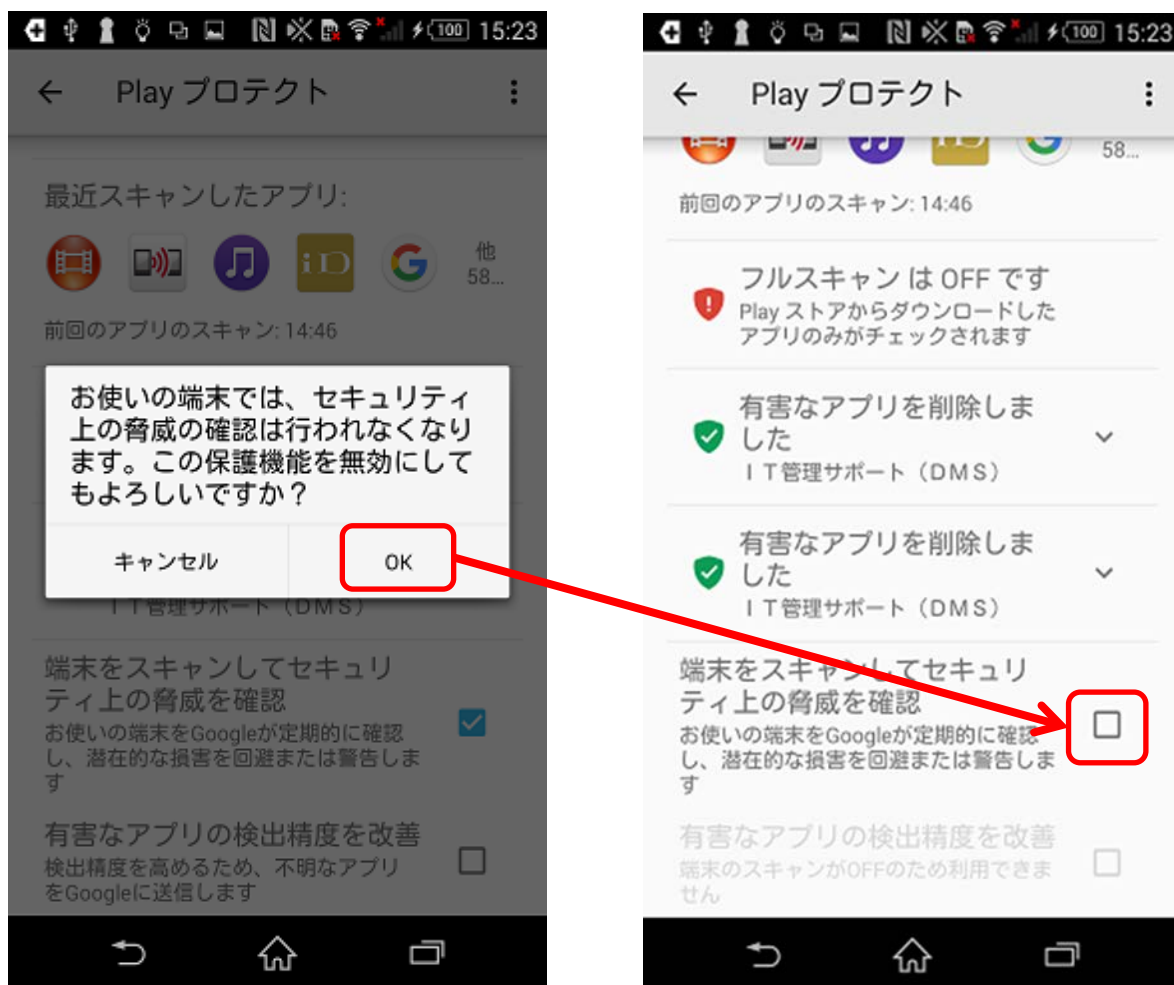 100 15:23
Play プロテクト
最近スキャンしたアプリ:
iD
G
他
58...
前回のアプリのスキャン: 14:46
お使いの端末では、セキュリティ
上の脅威の確認は行われなくなり
ます。この保護機能を無効にして
もよろしいですか？
キャンセル
OK
ＩＴ管理サポート（ＤＭＳ）
端末をスキャンしてセキュリ
ティ上の脅威を確認
お使いの端末をGoogleが定期的に確認
し、潜在的な損害を回避または警告しま
す
有害なアプリの検出精度を改善
検出精度を高めるため、不明なアプリ
をGoogleに送信します
100 15:23
Play プロテクト
58...
前回のアプリのスキャン: 14:46
フルスキャン は OFF です
Play ストアからダウンロードした
アプリのみがチェックされます
有害なアプリを削除しま
した
ＩＴ管理サポート（ＤＭＳ）
有害なアプリを削除しま
した
ＩＴ管理サポート（ＤＭＳ）
端末をスキャンしてセキュリ
ティ上の脅威を確認
お使いの端末をGoogleが定期的に確認
し、潜在的な損害を回避または警告しま
す
有害なアプリの検出精度を改善
端末のスキャンがOFFのため利用できま
せん